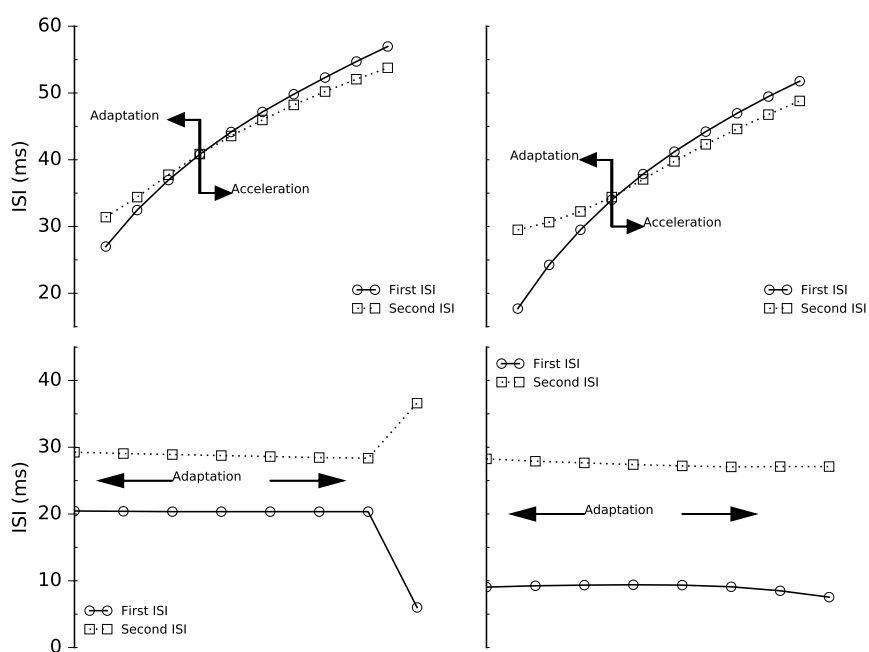 60
50
40
30
20
ISI (ms)
Adaptation
Acceleration
First ISI
Second ISI
Adaptation
Acceleration
First ISI
Second ISI
40
30
20
10
0
ISI (ms)
Adaptation
First ISI
Second ISI
First ISI
Second ISI
Adaptation